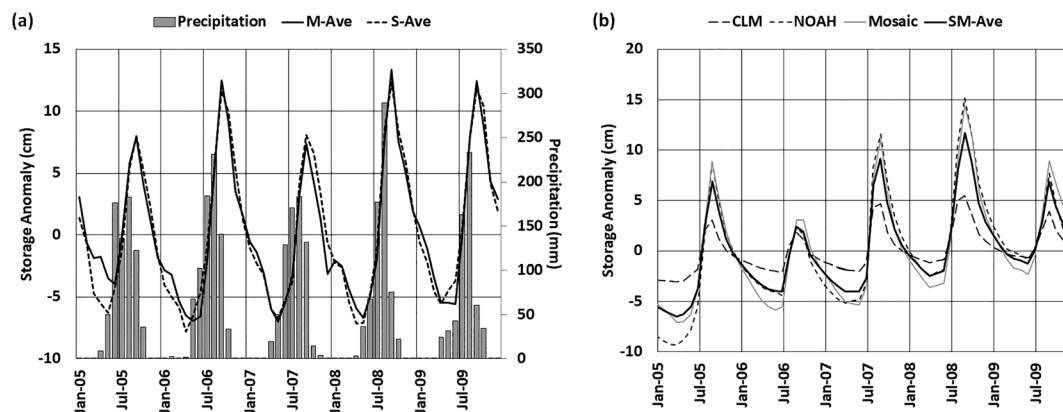 (a)
Precipitation M-Ave S-Ave
15
10
5
0
-5
-10
Storage Anomaly (cm)
350
300
250
200
150
100
50
0
Precipitation (mm)
Jan-05
Jul-05
Jan-06
Jul-06
Jan-07
Jul-07
Jan-08
Jul-08
Jan-09
Jul-09
(b)
CLM NOAH Mosaic SM-Ave
20
15
10
5
0
-5
-10
Storage Anomaly (cm)
Jan-05
Jul-05
Jan-06
Jul-06
Jan-07
Jul-07
Jan-08
Jul-08
Jan-09
Jul-09